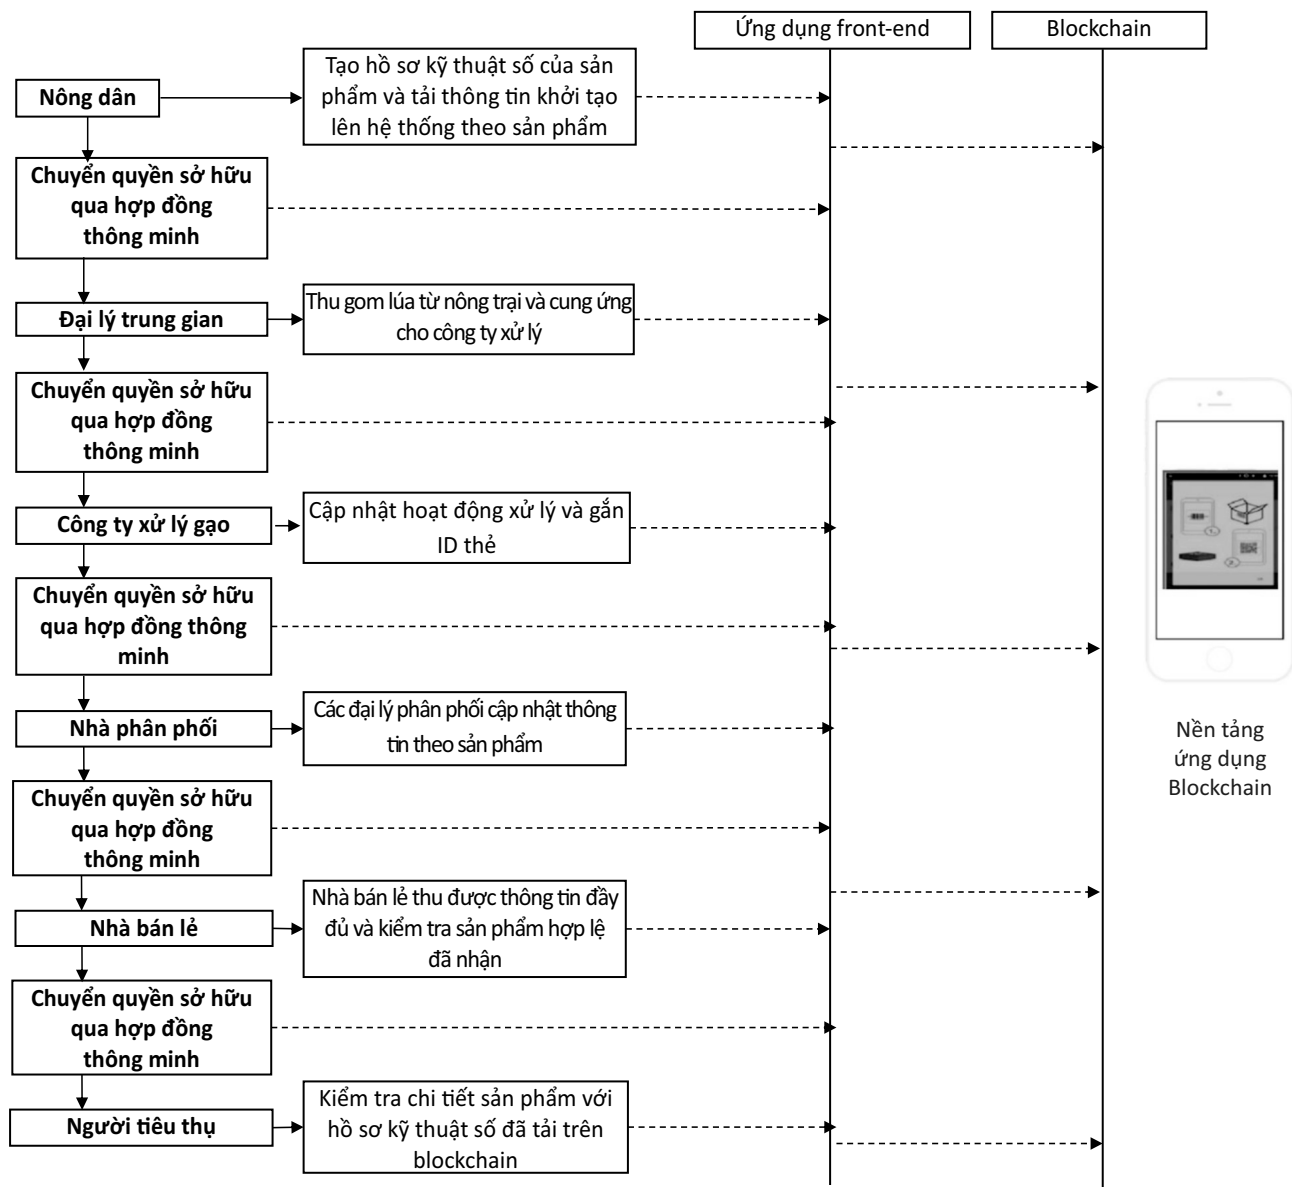 Ứng dụng front-end
Blockchain
Nông dân
Tạo hồ sơ kỹ thuật số của sản
phẩm và tải thông tin khởi tạo
lên hệ thống theo sản phẩm
Chuyển quyền sở hữu
qua hợp đồng
thông minh
Đại lý trung gian
Thu gom lúa từ nông trại và cung ứng
cho công ty xử lý
Chuyển quyền sở hữu
qua hợp đồng
thông minh
Công ty xử lý gạo
Cập nhật hoạt động xử lý và gắn
ID thẻ
Chuyển quyền sở hữu
qua hợp đồng thông
minh
Nhà phân phối
Các đại lý phân phối cập nhật thông
tin theo sản phẩm
Nền tảng
ứng dụng
Blockchain
Chuyển quyền sở hữu
qua hợp đồng
thông minh
Nhà bán lẻ
Nhà bán lẻ thu được thông tin đầy
đủ và kiểm tra sản phẩm hợp lệ
đã nhận
Chuyển quyền sở hữu
qua hợp đồng
thông minh
Người tiêu thụ
Kiểm tra chi tiết sản phẩm với
hồ sơ kỹ thuật số đã tải trên
blockchain